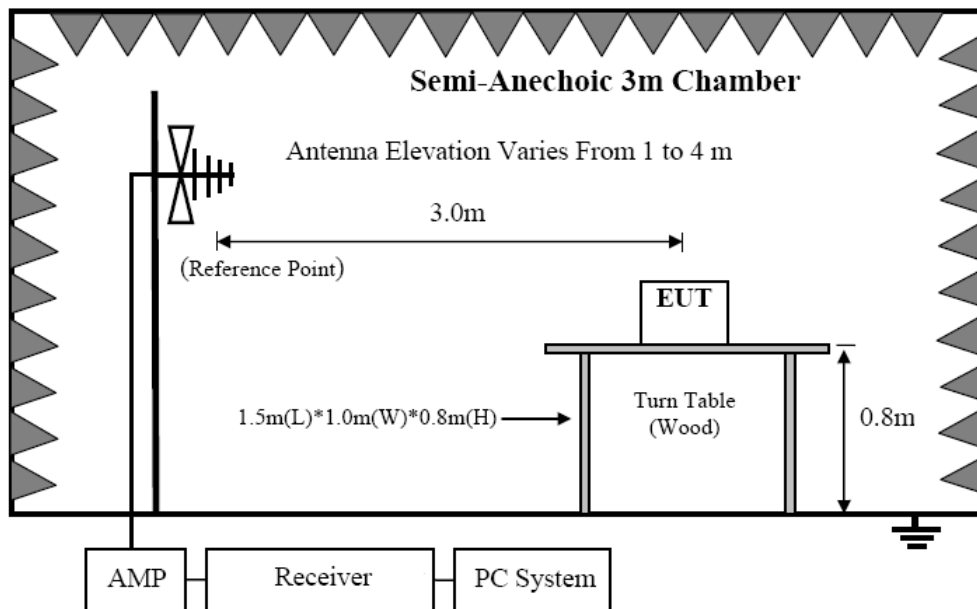 Semi-Anechoic 3m Chamber
Antenna Elevation Varies From 1 to 4 m
3.0m
(Reference Point)
EUT
1.5m(L)*1.0m(W)*0.8m(H)
Turn Table
(Wood)
0.8m
AMP
Receiver
PC System